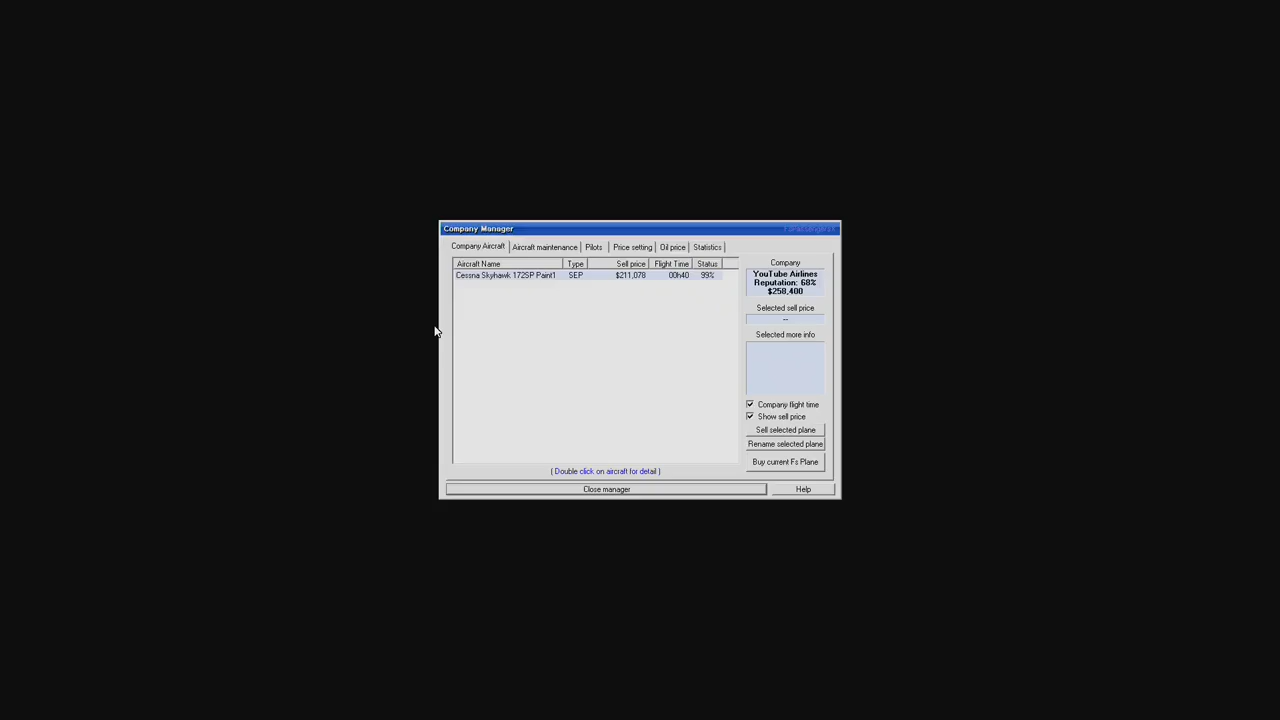 Company Manager
FsPassengersX
Company Aircraft Aircraft maintenance Pilots Price setting Oil price Statistics
Aircraft Name Type Sell price Flight Time Status
Cessna Skyhawk 172SP Paint1 SEP $211,078 00h40 99%
Company
YouTube Airlines
Reputation: 68%
$258,400
Selected sell price
--
Selected more info
Company flight time
Show sell price
Sell selected plane
Rename selected plane
Buy current Fs Plane
( Double click on aircraft for detail )
Close manager Help